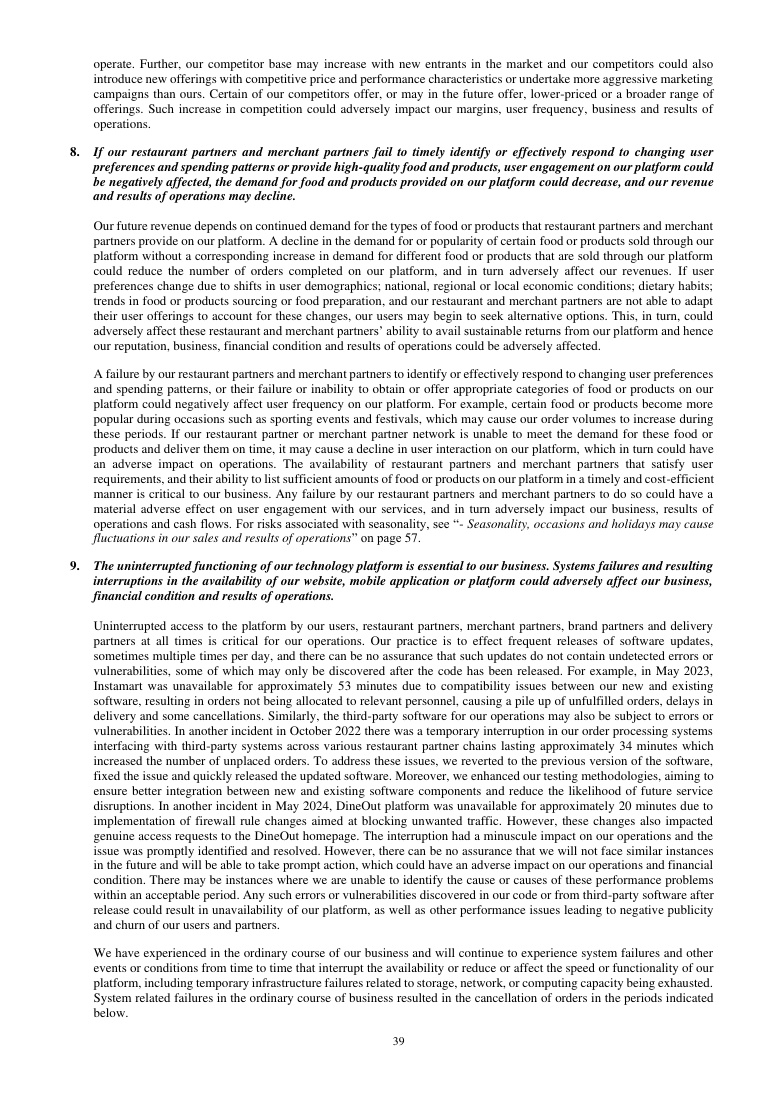 operate. Further, our competitor base may increase with new entrants in the market and our competitors could also
introduce new offerings with competitive price and performance characteristics or undertake more aggressive marketing
campaigns than ours. Certain of our competitors offer, or may in the future offer, lower-priced or a broader range of
offerings. Such increase in competition could adversely impact our margins, user frequency, business and results of
operations.
8. If our restaurant partners and merchant partners fail to timely identify or effectively respond to changing user
preferences and spending patterns or provide high-quality food and products, user engagement on our platform could
be negatively affected, the demand for food and products provided on our platform could decrease, and our revenue
and results of operations may decline.
Our future revenue depends on continued demand for the types of food or products that restaurant partners and merchant
partners provide on our platform. A decline in the demand for or popularity of certain food or products sold through our
platform without a corresponding increase in demand for different food or products that are sold through our platform
could reduce the number of orders completed on our platform, and in turn adversely affect our revenues. If user
preferences change due to shifts in user demographics; national, regional or local economic conditions; dietary habits;
trends in food or products sourcing or food preparation, and our restaurant and merchant partners are not able to adapt
their user offerings to account for these changes, our users may begin to seek alternative options. This, in turn, could
adversely affect these restaurant and merchant partners' ability to avail sustainable returns from our platform and hence
our reputation, business, financial condition and results of operations could be adversely affected.
A failure by our restaurant partners and merchant partners to identify or effectively respond to changing user preferences
and spending patterns, or their failure or inability to obtain or offer appropriate categories of food or products on our
platform could negatively affect user frequency on our platform. For example, certain food or products become more
popular during occasions such as sporting events and festivals, which may cause our order volumes to increase during
these periods. If our restaurant partner or merchant partner network is unable to meet the demand for these food or
products and deliver them on time, it may cause a decline in user interaction on our platform, which in turn could have
an adverse impact on operations. The availability of restaurant partners and merchant partners that satisfy user
requirements, and their ability to list sufficient amounts of food or products on our platform in a timely and cost-efficient
manner is critical to our business. Any failure by our restaurant partners and merchant partners to do so could have a
material adverse effect on user engagement with our services, and in turn adversely impact our business, results of
operations and cash flows. For risks associated with seasonality, see “- Seasonality, occasions and holidays may cause
fluctuations in our sales and results of operations” on page 57.
9. The uninterrupted functioning of our technology platform is essential to our business. Systems failures and resulting
interruptions in the availability of our website, mobile application or platform could adversely affect our business,
financial condition and results of operations.
Uninterrupted access to the platform by our users, restaurant partners, merchant partners, brand partners and delivery
partners at all times is critical for our operations. Our practice is to effect frequent releases of software updates,
sometimes multiple times per day, and there can be no assurance that such updates do not contain undetected errors or
vulnerabilities, some of which may only be discovered after the code has been released. For example, in May 2023,
Instamart was unavailable for approximately 53 minutes due to compatibility issues between our new and existing
software, resulting in orders not being allocated to relevant personnel, causing a pile up of unfulfilled orders, delays in
delivery and some cancellations. Similarly, the third-party software for our operations may also be subject to errors or
vulnerabilities. In another incident in October 2022 there was a temporary interruption in our order processing systems
interfacing with third-party systems across various restaurant partner chains lasting approximately 34 minutes which
increased the number of unplaced orders. To address these issues, we reverted to the previous version of the software,
fixed the issue and quickly released the updated software. Moreover, we enhanced our testing methodologies, aiming to
ensure better integration between new and existing software components and reduce the likelihood of future service
disruptions. In another incident in May 2024, DineOut platform was unavailable for approximately 20 minutes due to
implementation of firewall rule changes aimed at blocking unwanted traffic. However, these changes also impacted
genuine access requests to the DineOut homepage. The interruption had a minuscule impact on our operations and the
issue was promptly identified and resolved. However, there can be no assurance that we will not face similar instances
in the future and will be able to take prompt action, which could have an adverse impact on our operations and financial
condition. There may be instances where we are unable to identify the cause or causes of these performance problems
within an acceptable period. Any such errors or vulnerabilities discovered in our code or from third-party software after
release could result in unavailability of our platform, as well as other performance issues leading to negative publicity
and churn of our users and partners.
We have experienced in the ordinary course of our business and will continue to experience system failures and other
events or conditions from time to time that interrupt the availability or reduce or affect the speed or functionality of our
platform, including temporary infrastructure failures related to storage, network, or computing capacity being exhausted.
System related failures in the ordinary course of business resulted in the cancellation of orders in the periods indicated
below.
39